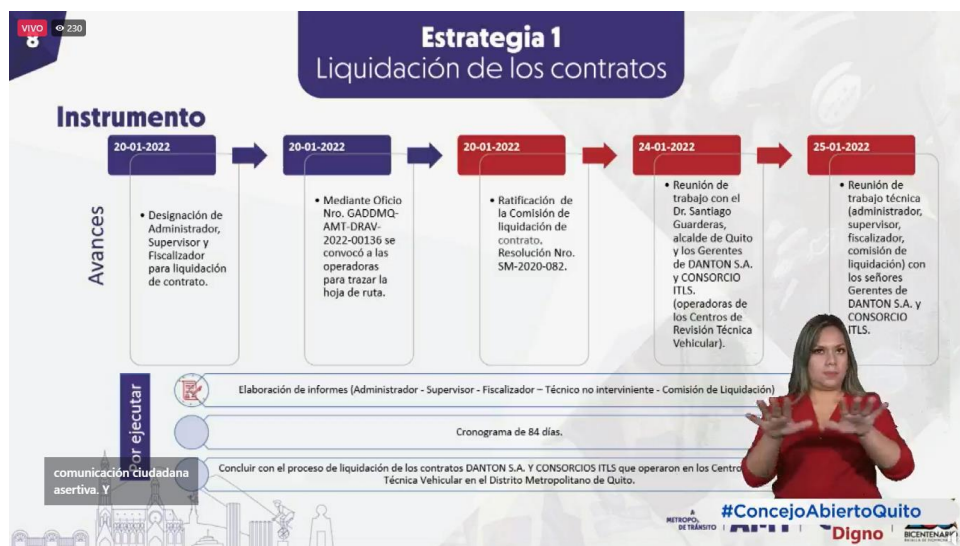 VIVO 230
8
Estrategia 1
Liquidación de los contratos
Instrumento
Avances
20-01-2022
• Designación de
Administrador,
Supervisor y
Fiscalizador
para liquidación
de contrato.
20-01-2022
• Mediante Oficio
Nro. GADDMQ-
AMT-DRAV-
2022-00136 se
convocó a las
operadoras
para trazar la
hoja de ruta.
20-01-2022
• Ratificación de
la Comisión de
liquidación de
contrato.
Resolución Nro.
SM-2020-082.
24-01-2022
• Reunión de
trabajo con el
Dr. Santiago
Guarderas,
alcalde de Quito
y los Gerentes
de DANTON S.A.
y CONSORCIO
ITLS.
(operadoras de
los Centros de
Revisión Técnica
Vehicular).
25-01-2022
• Reunión de
trabajo técnica
(administrador,
supervisor,
fiscalizador,
comisión de
liquidación) con
los señores
Gerentes de
DANTON S.A. y
CONSORCIO
ITLS.
Por ejecutar
Elaboración de informes (Administrador - Supervisor - Fiscalizador – Técnico no interviniente - Comisión de Liquidación)
Cronograma de 84 días.
Concluir con el proceso de liquidación de los contratos DANTON S.A. Y CONSORCIOS ITLS que operaron en los Centro
Técnica Vehicular en el Distrito Metropolitano de Quito.
comunicación ciudadana
asertiva. Y
#ConcejoAbiertoQuito
DE TRÁNSITO
AMT
Digno
BICENTENARIO